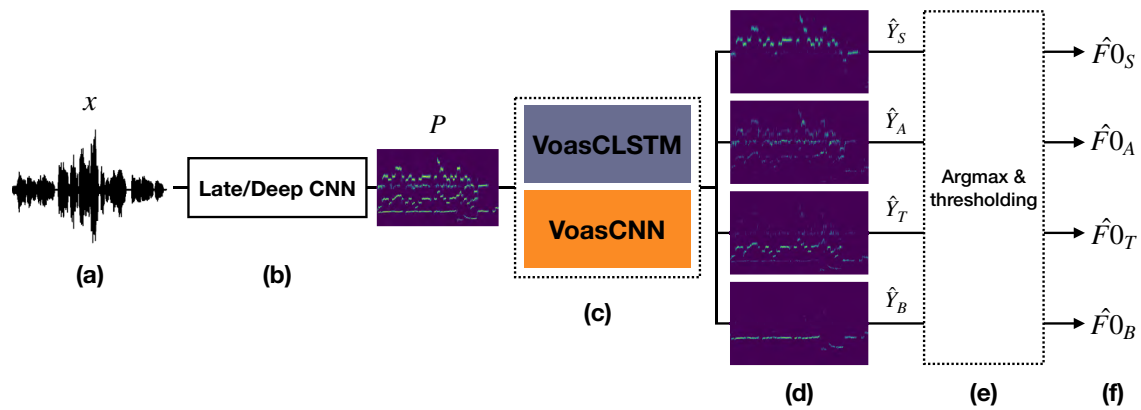 x
(a)
Late/Deep CNN
(b)
P
VoasCLSTM
VoasCNN
(c)
Ŷ_S
Ŷ_A
Ŷ_T
Ŷ_B
(d)
Argmax &
thresholding
(e)
F̂0_S
F̂0_A
F̂0_T
F̂0_B
(f)